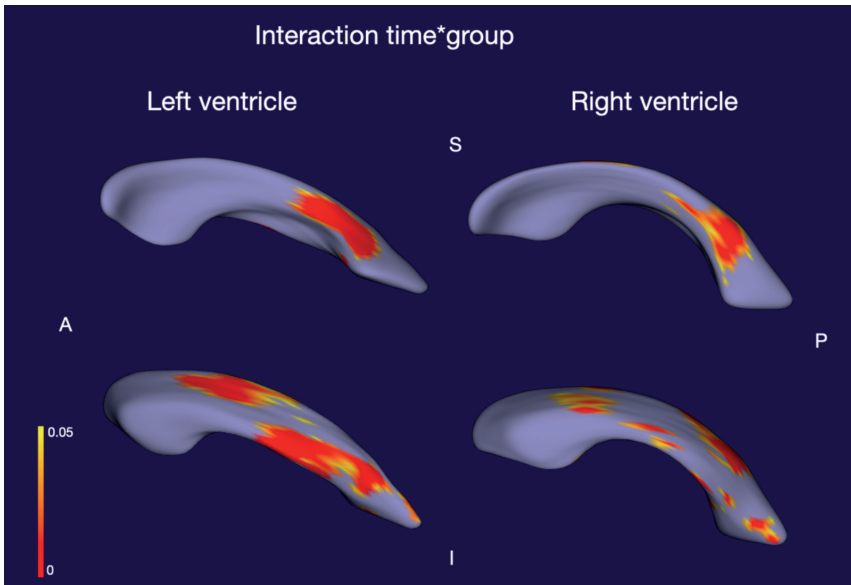 Interaction time*group
Left ventricle
Right ventricle
S
A
P
0.05
0
I